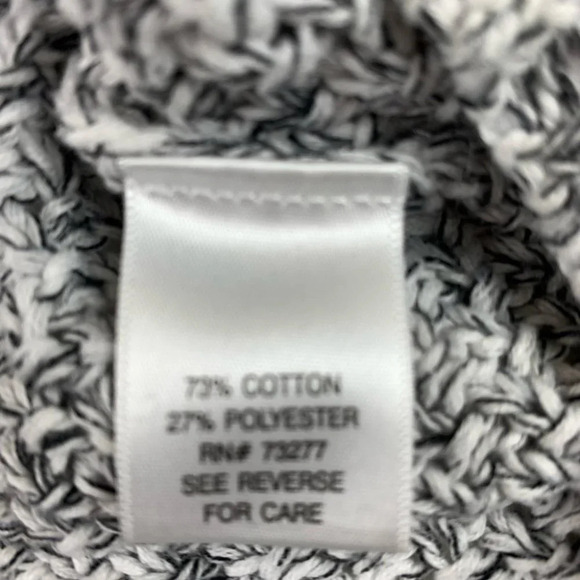 73% COTTON
27% POLYESTER
RN# 73277
SEE REVERSE
FOR CARE